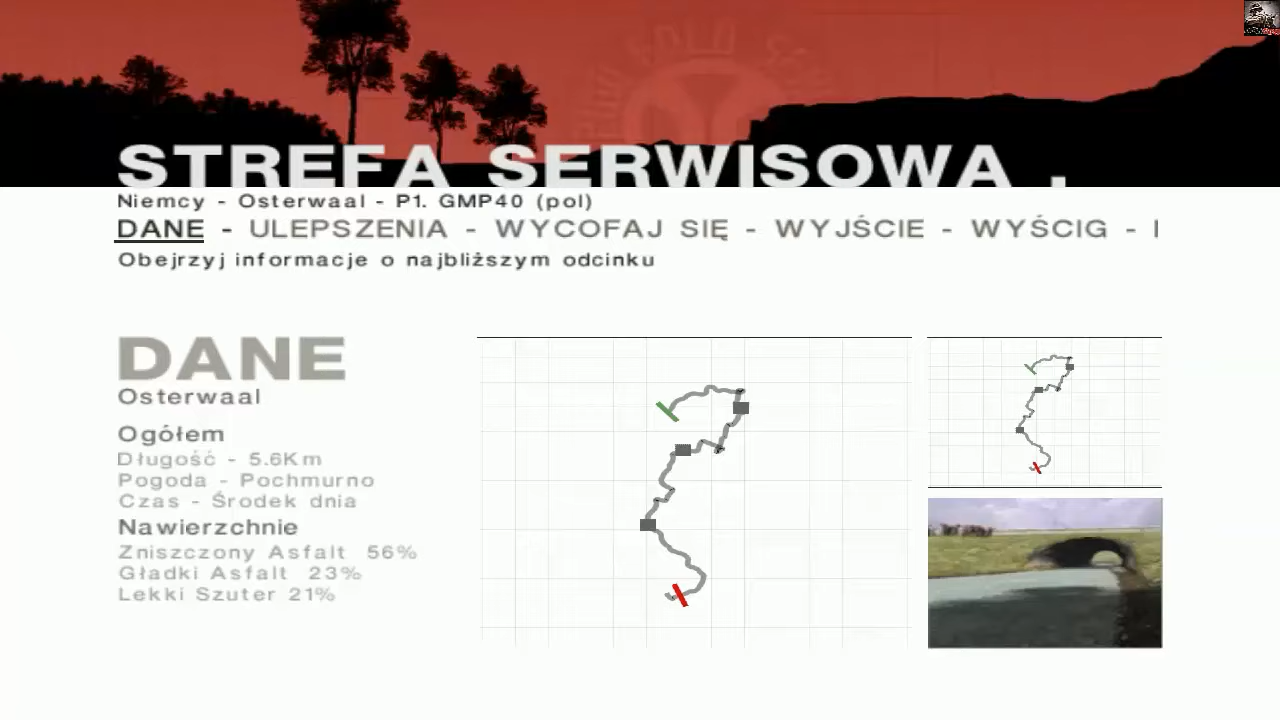 STREFA SERWISOWA .
Niemcy - Osterwaal - P1. GMP40 (pol)
DANE - ULEPSZENIA - WYCOFAJ SIĘ - WYJŚCIE - WYŚCIG -
Obejrzyj informacje o najbliższym odcinku
DANE
Osterwaal
Ogółem
Długość - 5.6Km
Pogoda - Pochmurno
Czas - Środek dnia
Nawierzchnie
Zniszczony Asfalt 56%
Gładki Asfalt 23%
Lekki Szuter 21%